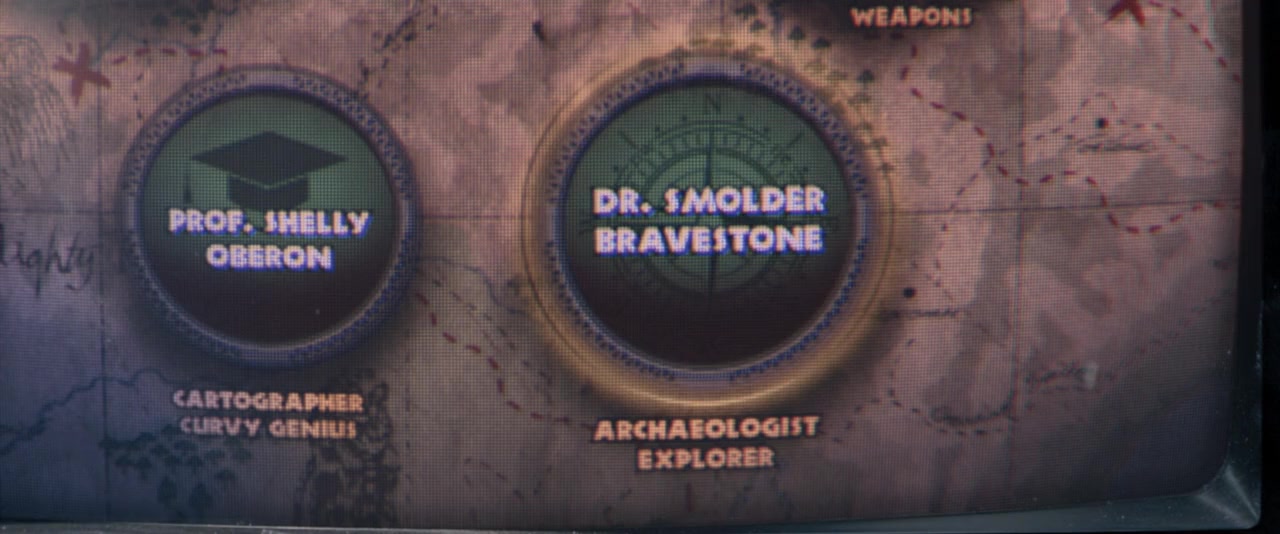 WEAPONS
N
PROF. SHELLY
OBERON
DR. SMOLDER
BRAVESTONE
CARTOGRAPHER
CURVY GENIUS
ARCHAEOLOGIST
EXPLORER